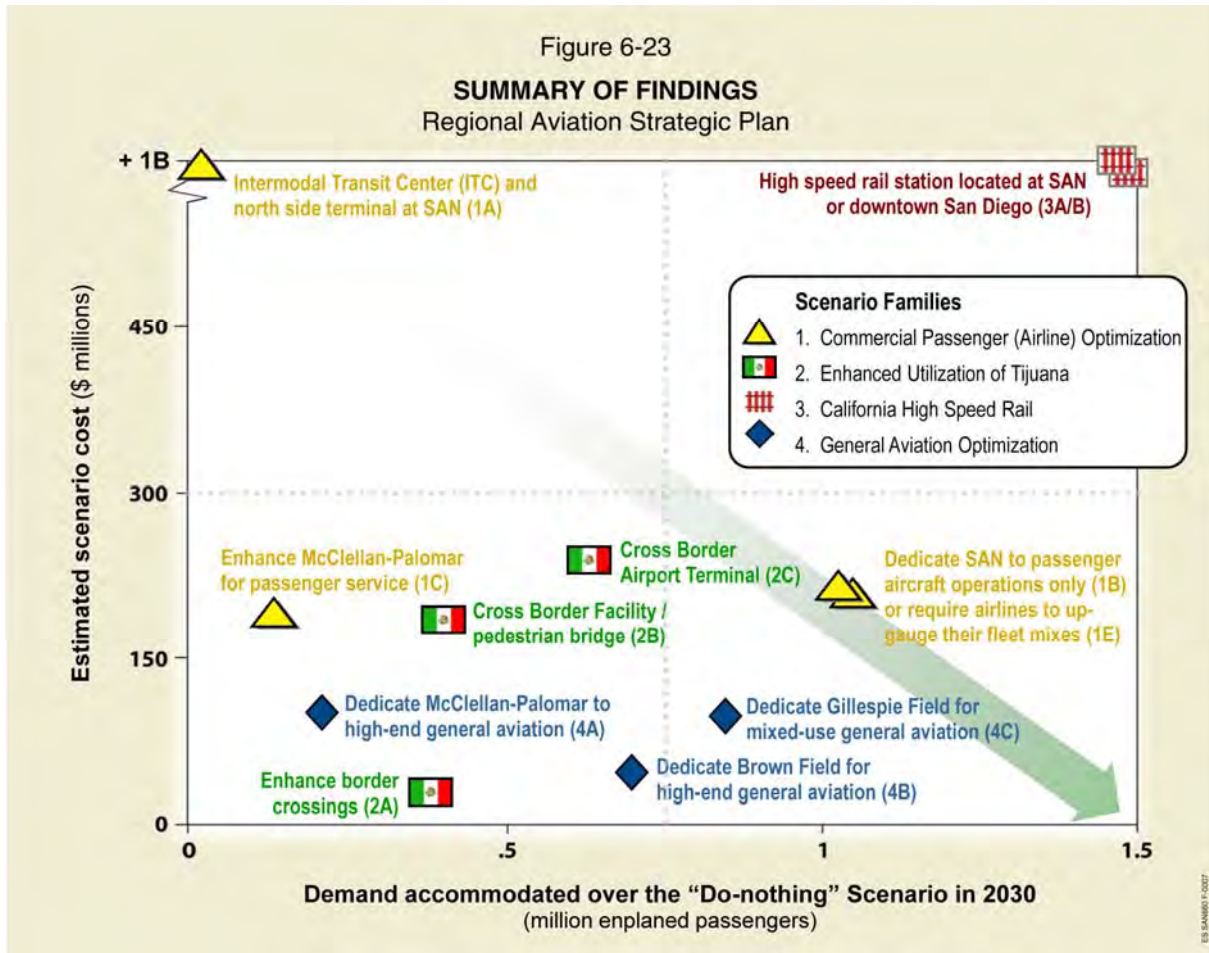 Figure 6-23
SUMMARY OF FINDINGS
Regional Aviation Strategic Plan
+ 1B
Intermodal Transit Center (ITC) and
north side terminal at SAN (1A)
High speed rail station located at SAN
or downtown San Diego (3A/B)
Scenario Families
1. Commercial Passenger (Airline) Optimization
2. Enhanced Utilization of Tijuana
3. California High Speed Rail
4. General Aviation Optimization
Estimated scenario cost ($ millions)
450
300
150
0
Enhance McClellan-Palomar
for passenger service (1C)
Cross Border
Airport Terminal (2C)
Dedicate SAN to passenger
aircraft operations only (1B)
or require airlines to up-
gauge their fleet mixes (1E)
Cross Border Facility /
pedestrian bridge (2B)
Dedicate McClellan-Palomar to
high-end general aviation (4A)
Dedicate Gillespie Field for
mixed-use general aviation (4C)
Dedicate Brown Field for
high-end general aviation (4B)
Enhance border
crossings (2A)
0
.5
1
1.5
Demand accommodated over the “Do-nothing” Scenario in 2030
(million enplaned passengers)
ES SAN660 F-0007